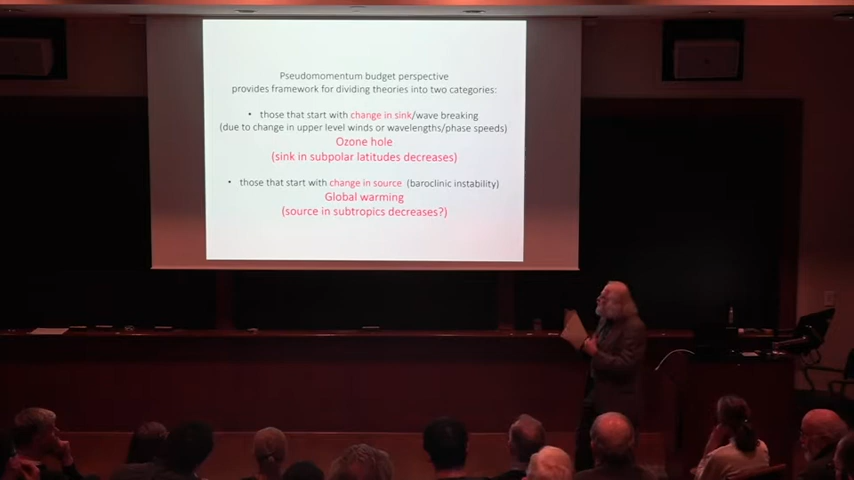 Pseudomomentum budget perspective
provides framework for dividing theories into two categories:
• those that start with change in sink/wave breaking
(due to change in upper level winds or wavelengths/phase speeds)
Ozone hole
(sink in subpolar latitudes decreases)
• those that start with change in source (baroclinic instability)
Global warming
(source in subtropics decreases?)